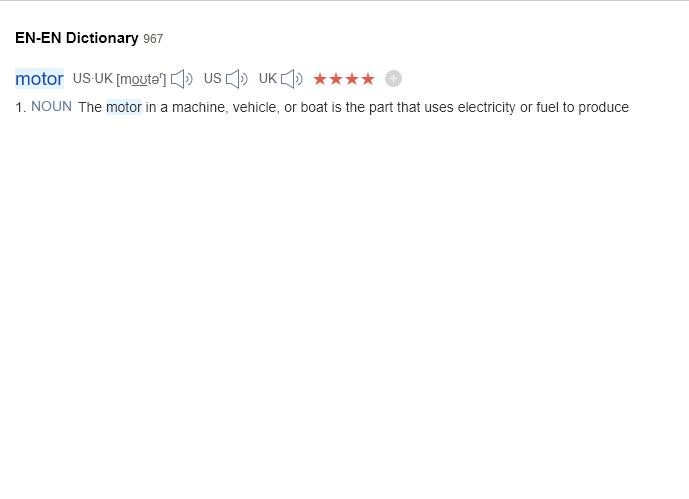 EN-EN Dictionary 967
motor US·UK [moʊtəʳ] US UK ★★★★
1. NOUN The motor in a machine, vehicle, or boat is the part that uses electricity or fuel to produce